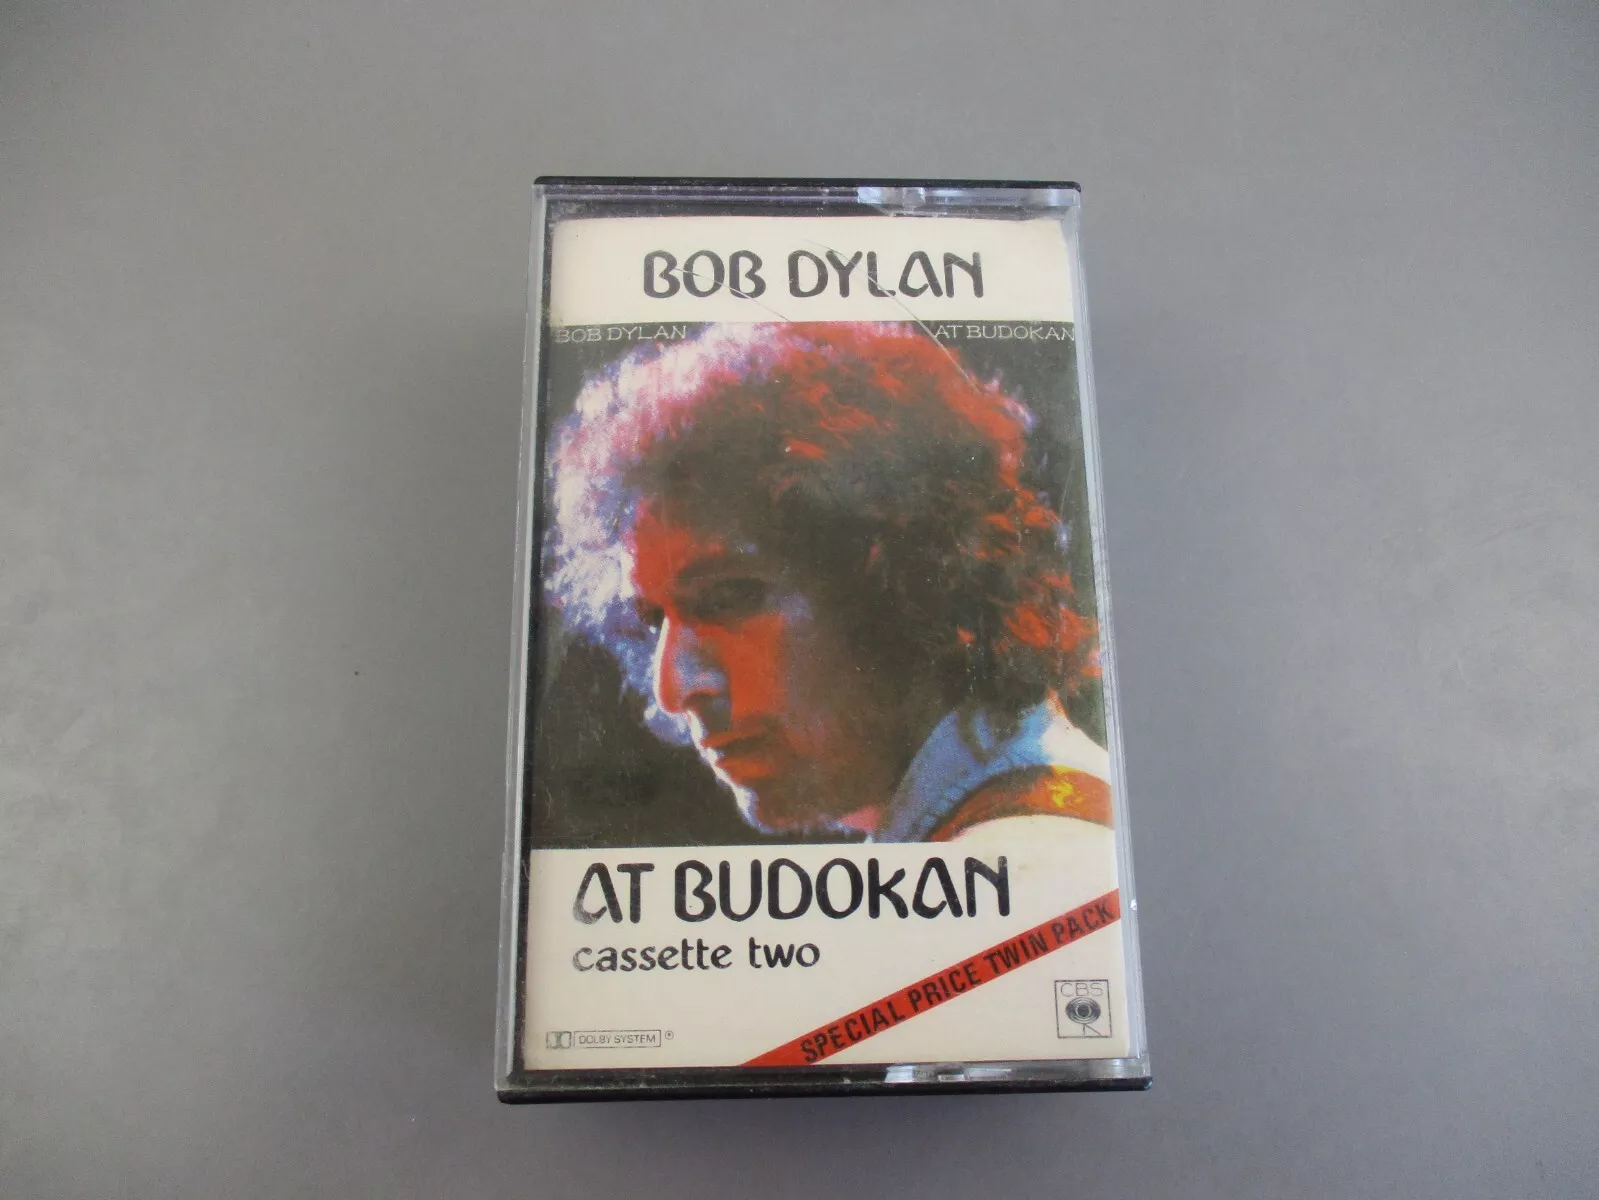 BOB DYLAN
BOB DYLAN AT BUDOKAN
AT BUDOKAN
cassette two
SPECIAL PRICE TWIN PACK
DOLBY SYSTEM ®
CBS